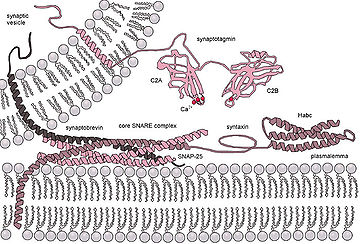 synaptic
vesicle
synaptotagmin
C2A
C2B
Ca2+
synaptobrevin
core SNARE complex
syntaxin
Habc
SNAP-25
plasmalemma